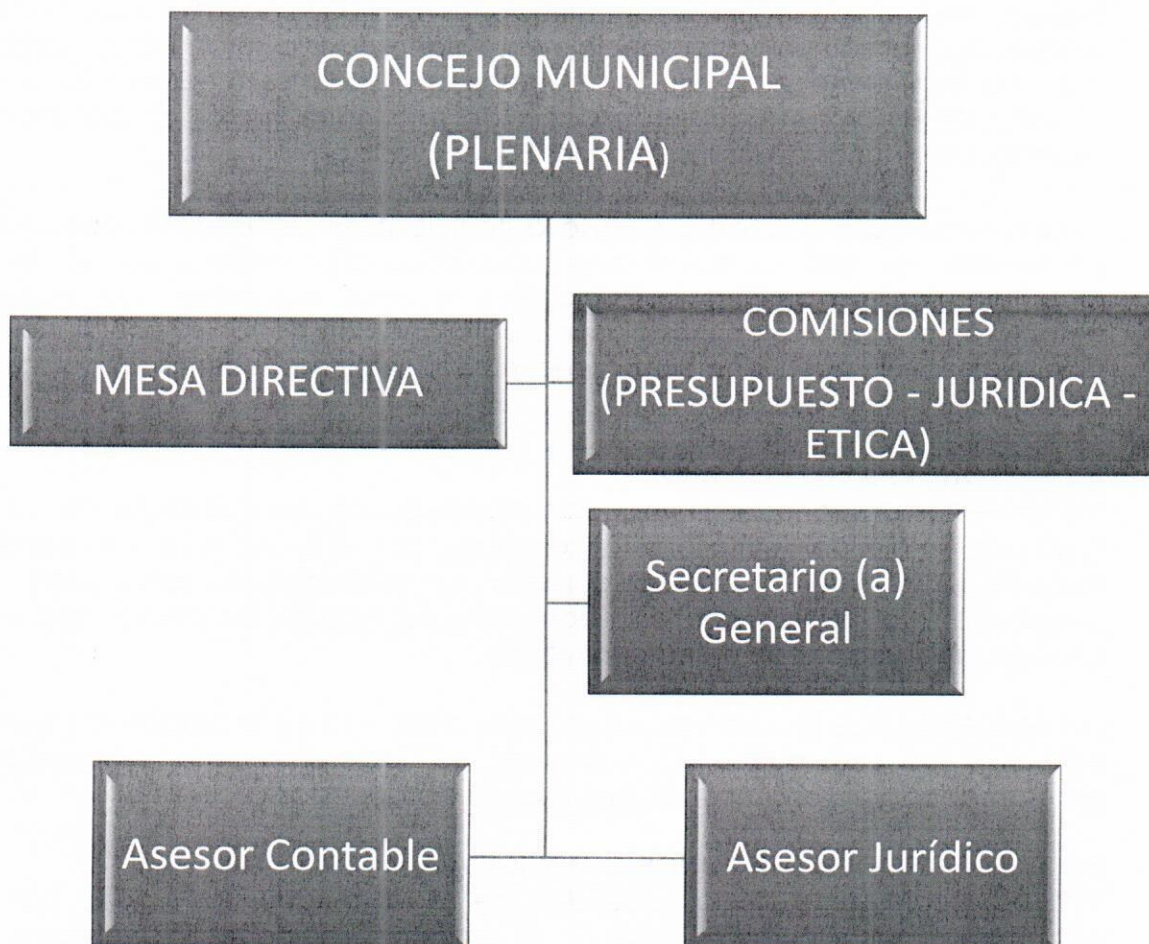 CONCEJO MUNICIPAL
(PLENARIA)
MESA DIRECTIVA
COMISIONES
(PRESUPUESTO - JURIDICA -
ETICA)
Secretario (a)
General
Asesor Contable
Asesor Jurídico